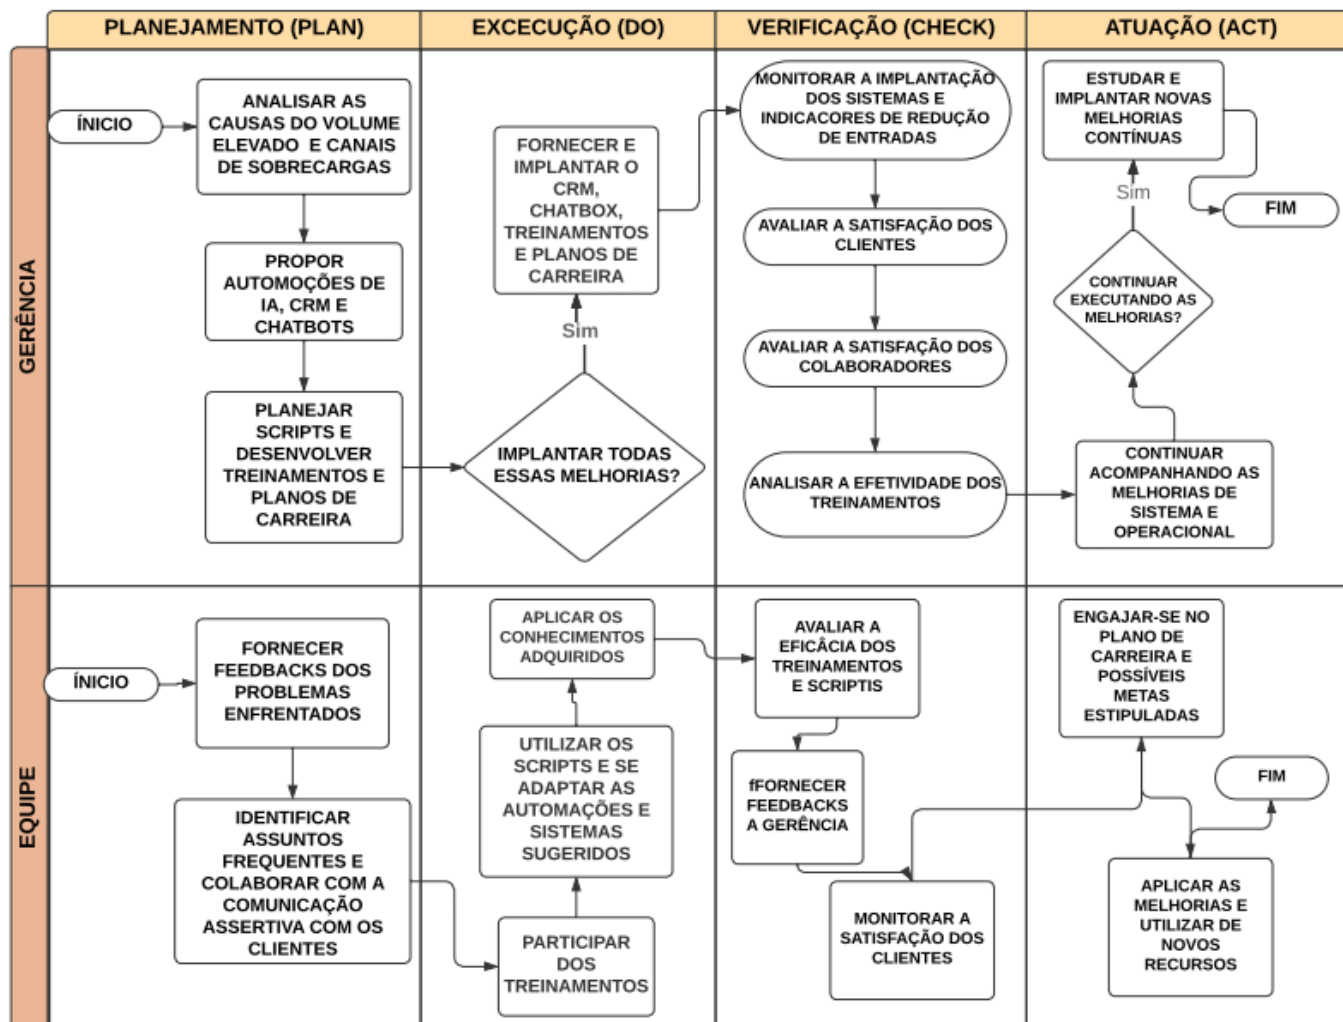 PLANEJAMENTO (PLAN)
EXCECUÇÃO (DO)
VERIFICAÇÃO (CHECK)
ATUAÇÃO (ACT)
GERÊNCIA
ÍNICIO
ANALISAR AS
CAUSAS DO VOLUME
ELEVADO E CANAIS
DE SOBRECARGAS
PROPOR
AUTOMOÇÕES DE
IA, CRM E
CHATBOTS
PLANEJAR
SCRIPTS E
DESENVOLVER
TREINAMENTOS E
PLANOS DE
CARREIRA
IMPLANTAR TODAS
ESSAS MELHORIAS?
Sim
FORNECER E
IMPLANTAR O
CRM,
CHATBOX,
TREINAMENTOS
E PLANOS DE
CARREIRA
MONITORAR A IMPLANTAÇÃO
DOS SISTEMAS E
INDICADORES DE REDUÇÃO
DE ENTRADAS
AVALIAR A SATISFAÇÃO DOS
CLIENTES
AVALIAR A SATISFAÇÃO DOS
COLABORADORES
ANALISAR A EFETIVIDADE DOS
TREINAMENTOS
CONTINUAR
ACOMPANHANDO AS
MELHORIAS DE
SISTEMA E
OPERACIONAL
CONTINUAR
EXECUTANDO AS
MELHORIAS?
Sim
ESTUDAR E
IMPLANTAR NOVAS
MELHORIAS
CONTÍNUAS
FIM
EQUIPE
ÍNICIO
FORNECER
FEEDBACKS DOS
PROBLEMAS
ENFRENTADOS
IDENTIFICAR
ASSUNTOS
FREQUENTES E
COLABORAR COM A
COMUNICAÇÃO
ASSERTIVA COM OS
CLIENTES
PARTICIPAR
DOS
TREINAMENTOS
UTILIZAR OS
SCRIPTS E SE
ADAPTAR AS
AUTOMAÇÕES E
SISTEMAS
SUGERIDOS
APLICAR OS
CONHECIMENTOS
ADQUIRIDOS
AVALIAR A
EFICÂCIA DOS
TREINAMENTOS
E SCRIPTIS
fFORNECER
FEEDBACKS
A GERÊNCIA
MONITORAR A
SATISFAÇÃO DOS
CLIENTES
ENGAJAR-SE NO
PLANO DE
CARREIRA E
POSSÍVEIS
METAS
ESTIPULADAS
APLICAR AS
MELHORIAS E
UTILIZAR DE
NOVOS
RECURSOS
FIM